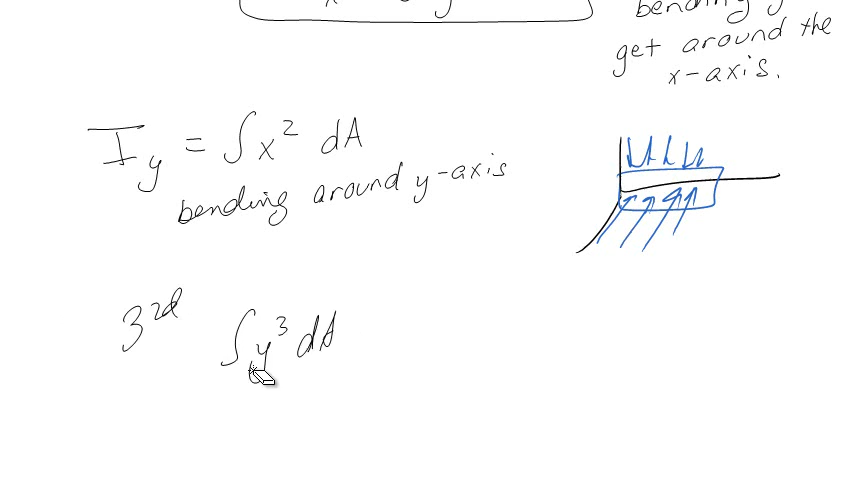 bending
get around the
x-axis.
I_y = ∫x² dA
bending around y-axis
3rd ∫y³ dA